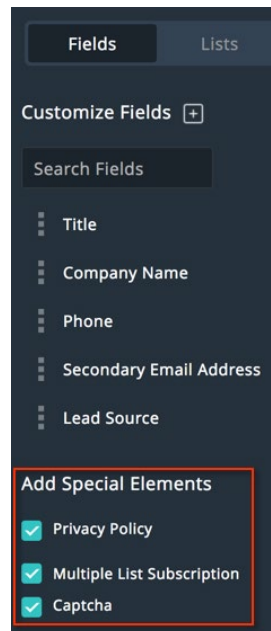 Fields Lists
Customize Fields
Search Fields
Title
Company Name
Phone
Secondary Email Address
Lead Source
Add Special Elements
Privacy Policy
Multiple List Subscription
Captcha